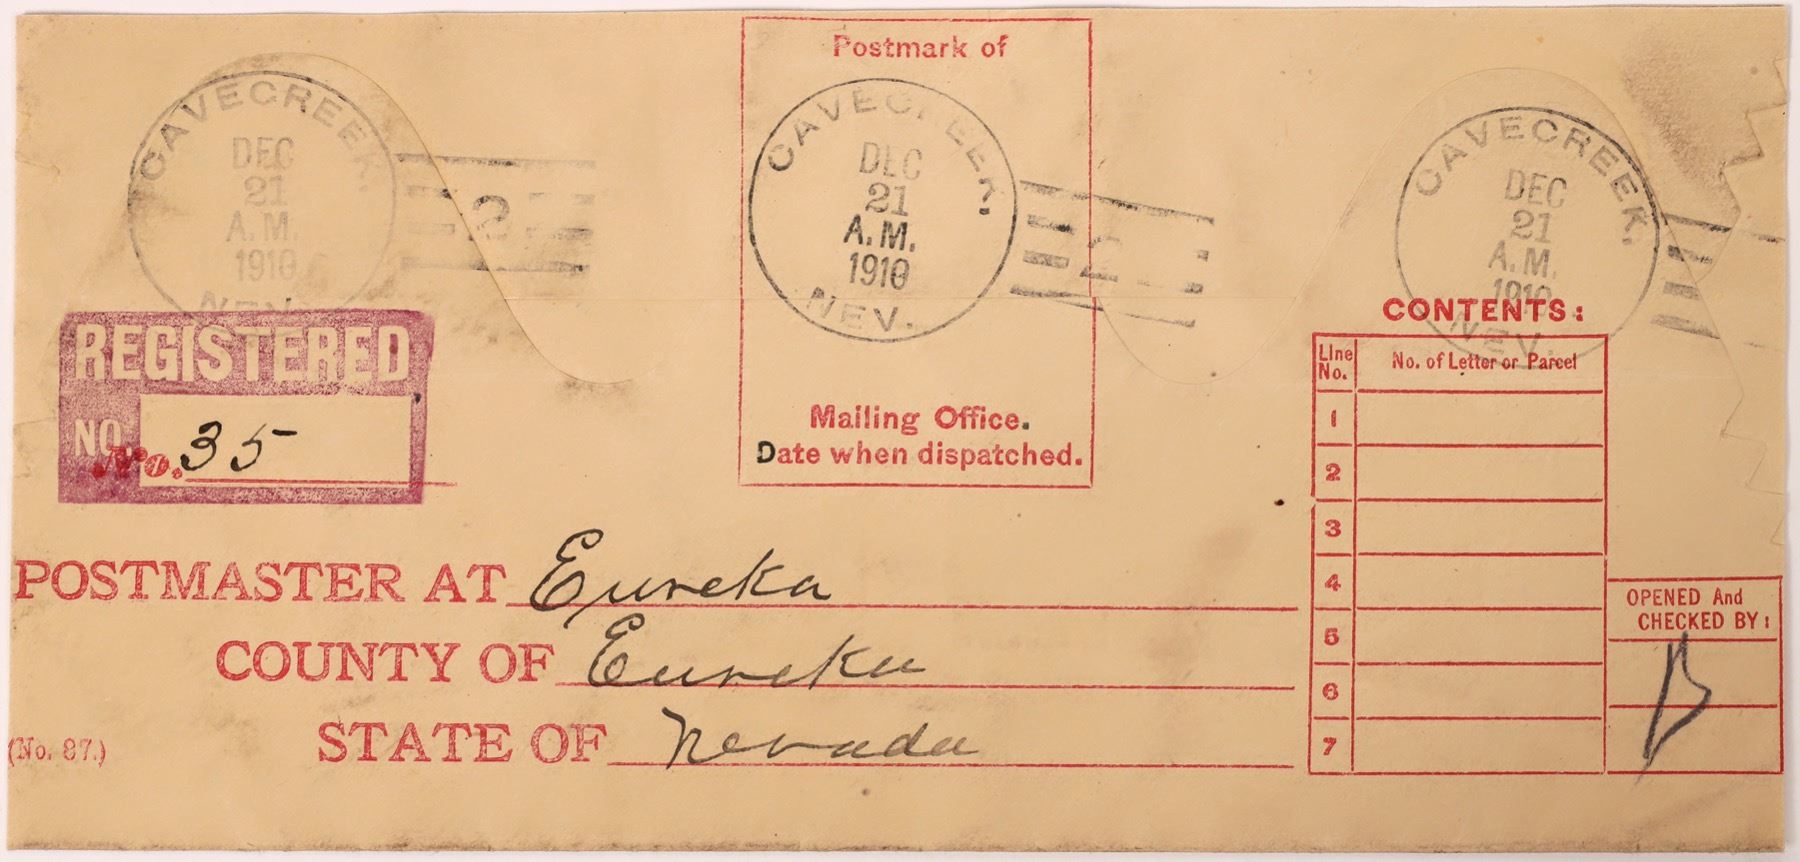 Postmark of
CAVECREEK.
DEC
21
A.M.
1910
NEV.
3
CAVECREEK.
DEC
21
A.M.
1910
NEV.
2
CAVECREEK.
DEC
21
A.M.
1910
NEV.
Mailing Office.
Date when dispatched.
REGISTERED
NO.
No. 35
CONTENTS:
Line No. No. of Letter or Parcel
1
2
3
4
5
6
7
OPENED And
CHECKED BY:
POSTMASTER AT Eureka
COUNTY OF Eureka
STATE OF Nevada
(No. 87.)